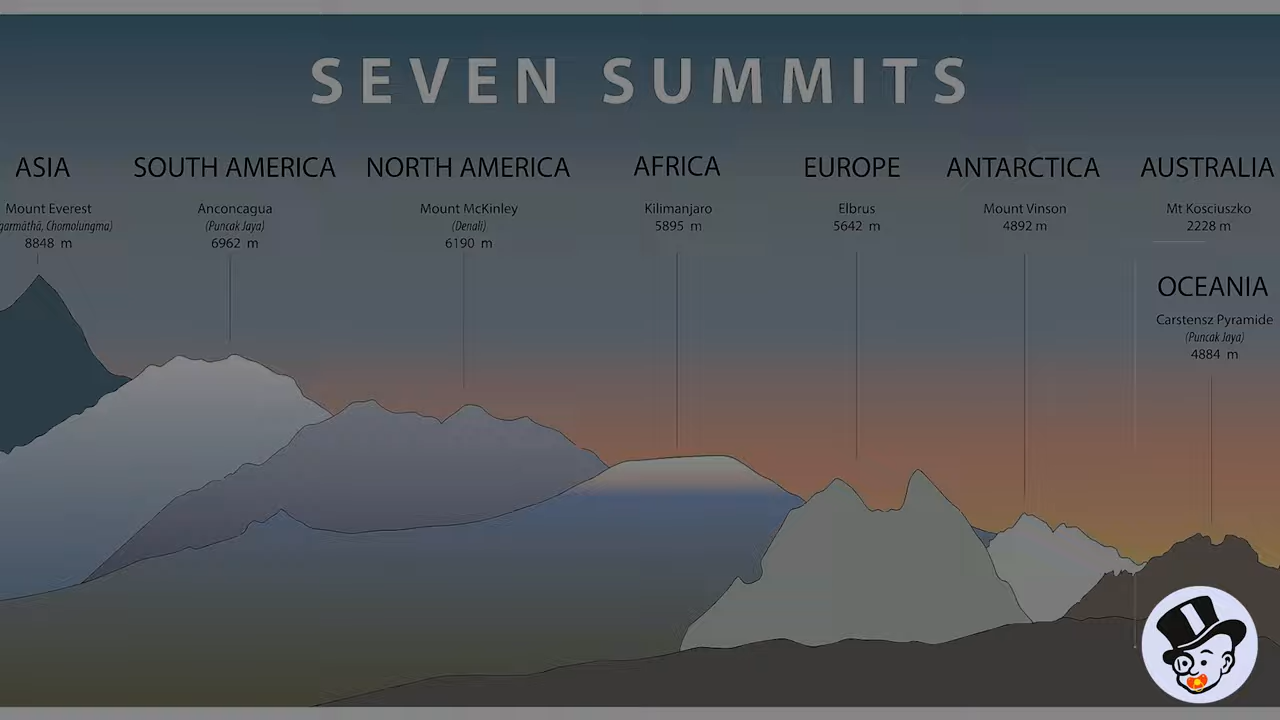 SEVEN SUMMITS
ASIA
Mount Everest
garmāthā, Chomolungma)
8848 m
SOUTH AMERICA
Anconcagua
(Puncak Jaya)
6962 m
NORTH AMERICA
Mount McKinley
(Denali)
6190 m
AFRICA
Kilimanjaro
5895 m
EUROPE
Elbrus
5642 m
ANTARCTICA
Mount Vinson
4892 m
AUSTRALIA
Mt Kosciuszko
2228 m
OCEANIA
Carstensz Pyramide
(Puncak Jaya)
4884 m